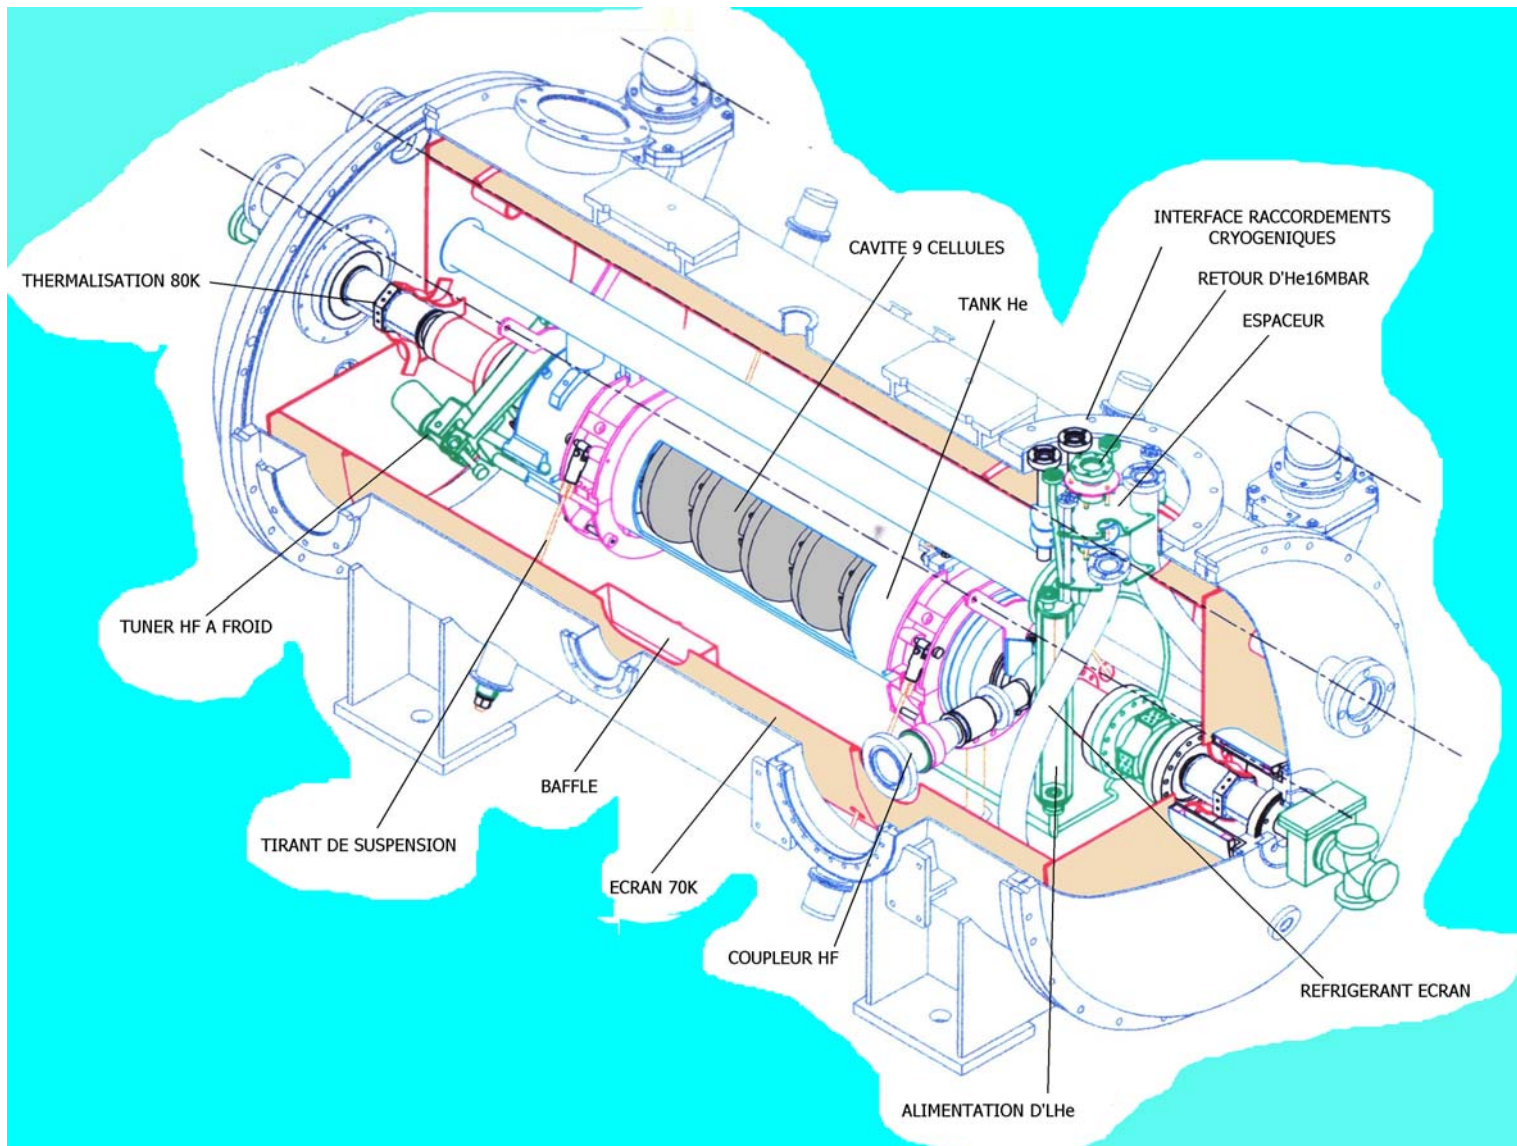 INTERFACE RACCORDEMENTS
CRYOGENIQUES
CAVITE 9 CELLULES
RETOUR D'He16MBAR
THERMALISATION 80K
TANK He
ESPACEUR
TUNER HF A FROID
BAFFLE
TIRANT DE SUSPENSION
ECRAN 70K
COUPLEUR HF
REFRIGERANT ECRAN
ALIMENTATION D'LHe